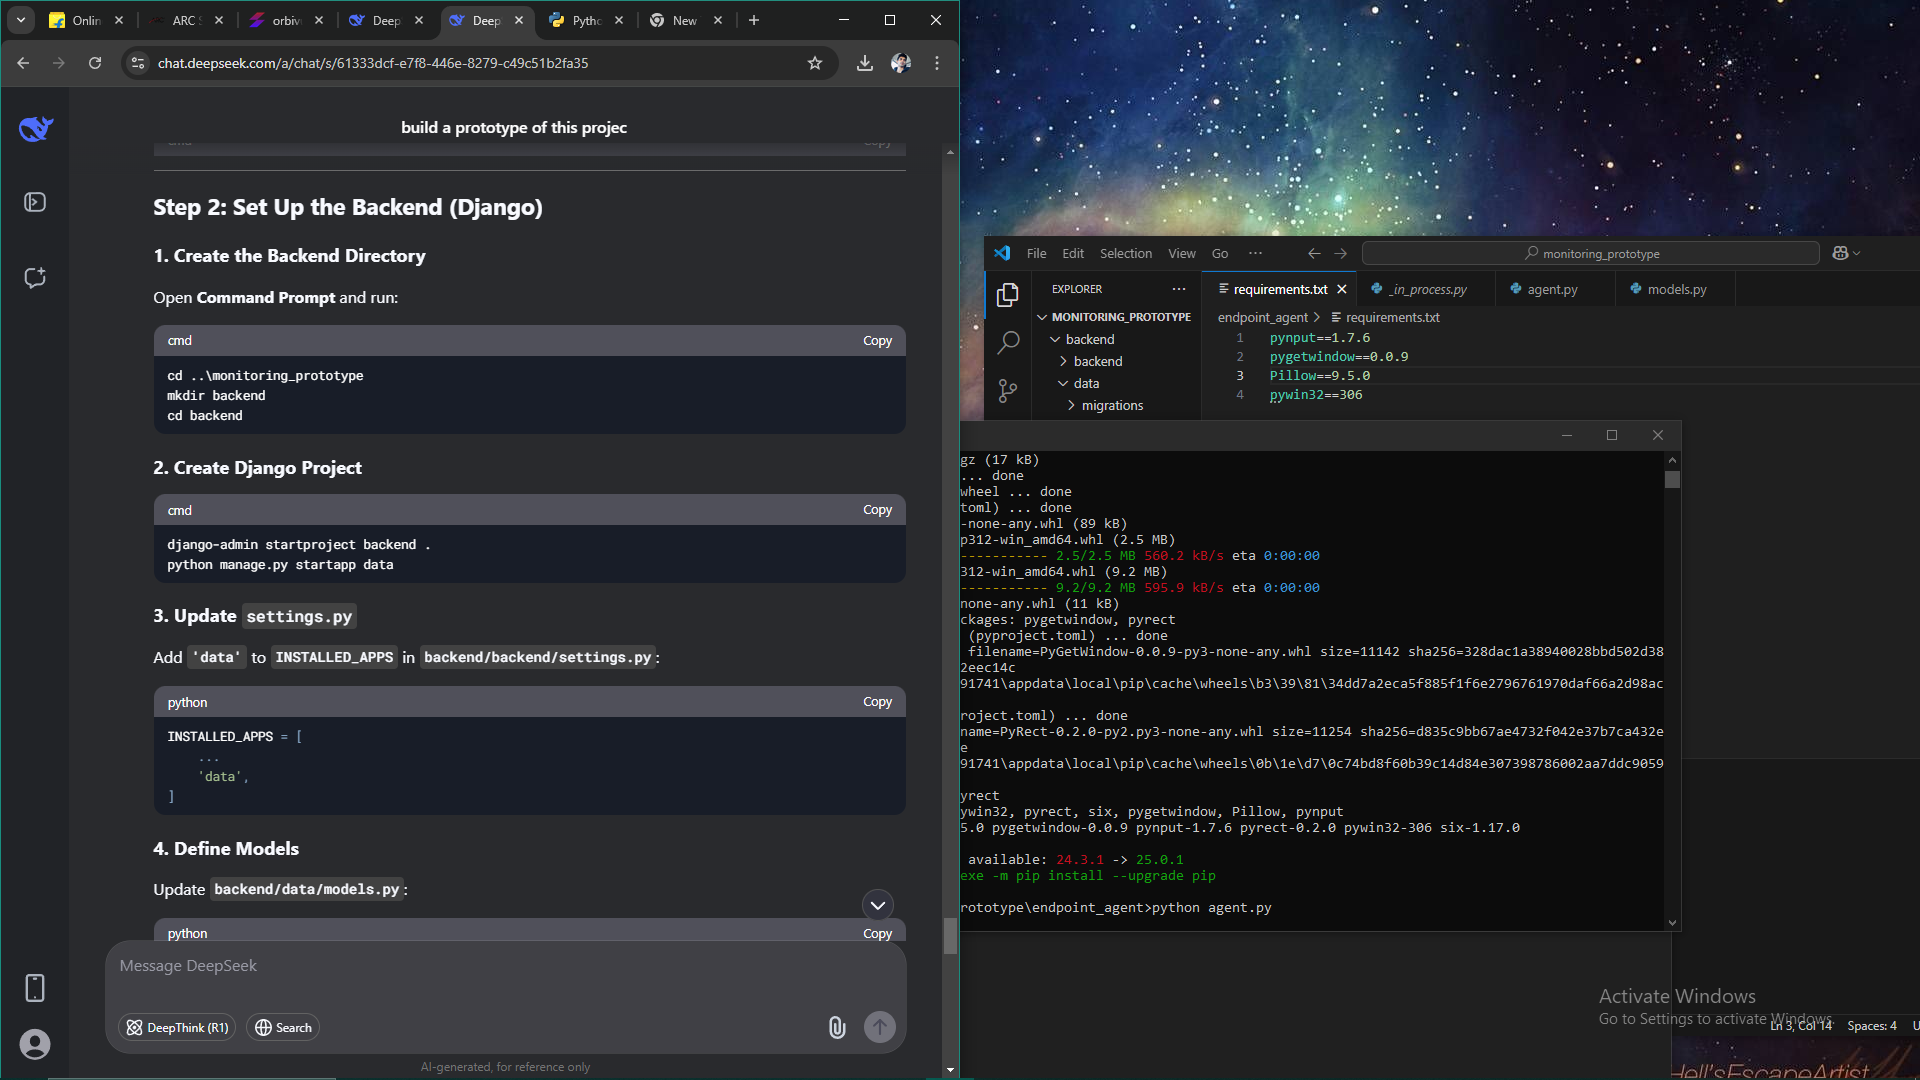 Onlin
ARC S
orbiv
Deep
Deep
Pytho
New
chat.deepseek.com/a/chat/s/61333dcf-e7f8-446e-8279-c49c51b2fa35
build a prototype of this projec
cmd
Copy
Step 2: Set Up the Backend (Django)
1. Create the Backend Directory
Open Command Prompt and run:
cmd
Copy
cd ..\monitoring_prototype
mkdir backend
cd backend
2. Create Django Project
cmd
Copy
django-admin startproject backend .
python manage.py startapp data
3. Update settings.py
Add 'data' to INSTALLED_APPS in backend/backend/settings.py:
python
Copy
INSTALLED_APPS = [
...
'data',
]
4. Define Models
Update backend/data/models.py:
python
Copy
Message DeepSeek
DeepThink (R1)
Search
AI-generated, for reference only
File Edit Selection View Go ···
monitoring_prototype
EXPLORER ···
requirements.txt
_in_process.py
agent.py
models.py
MONITORING_PROTOTYPE
backend
backend
data
migrations
endpoint_agent > requirements.txt
1 pynput==1.7.6
2 pygetwindow==0.0.9
3 Pillow==9.5.0
4 pywin32==306
gz (17 kB)
... done
wheel ... done
toml) ... done
-none-any.whl (89 kB)
p312-win_amd64.whl (2.5 MB)
----------- 2.5/2.5 MB 560.2 kB/s eta 0:00:00
312-win_amd64.whl (9.2 MB)
----------- 9.2/9.2 MB 595.9 kB/s eta 0:00:00
none-any.whl (11 kB)
ckages: pygetwindow, pyrect
(pyproject.toml) ... done
filename=PyGetWindow-0.0.9-py3-none-any.whl size=11142 sha256=328dac1a38940028bbd502d38
2eec14c
91741\appdata\local\pip\cache\wheels\b3\39\81\34dd7a2eca5f885f1f6e2796761970daf66a2d98ac
roject.toml) ... done
name=PyRect-0.2.0-py2.py3-none-any.whl size=11254 sha256=d835c9bb67ae4732f042e37b7ca432e
e
91741\appdata\local\pip\cache\wheels\0b\1e\d7\0c74bd8f60b39c14d84e307398786002aa7ddc9059
yrect
ywin32, pyrect, six, pygetwindow, Pillow, pynput
5.0 pygetwindow-0.0.9 pynput-1.7.6 pyrect-0.2.0 pywin32-306 six-1.17.0
available: 24.3.1 -> 25.0.1
exe -m pip install --upgrade pip
rototype\endpoint_agent>python agent.py
Activate Windows
Go to Settings to activate Windows.
Ln 3, Col 14 Spaces: 4 U
Hell'sEscapeArtist